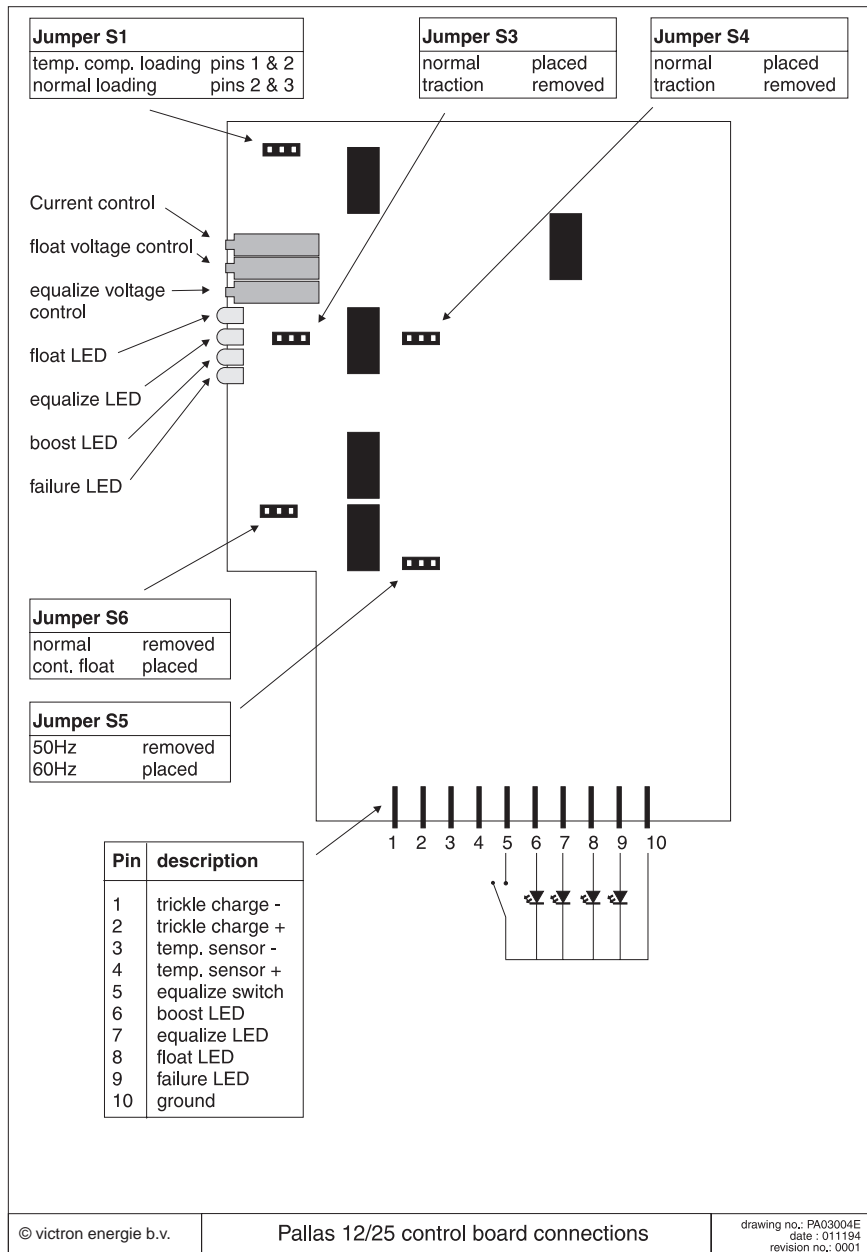 Jumper S1
temp. comp. loading pins 1 & 2
normal loading pins 2 & 3
Jumper S3
normal placed
traction removed
Jumper S4
normal placed
traction removed
Current control
float voltage control
equalize voltage
control
float LED
equalize LED
boost LED
failure LED
Jumper S6
normal removed
cont. float placed
Jumper S5
50Hz removed
60Hz placed
1 2 3 4 5 6 7 8 9 10
Pin description
1 trickle charge -
2 trickle charge +
3 temp. sensor -
4 temp. sensor +
5 equalize switch
6 boost LED
7 equalize LED
8 float LED
9 failure LED
10 ground
© victron energie b.v.
Pallas 12/25 control board connections
drawing no.: PA03004E
date : 011194
revision no.: 0001